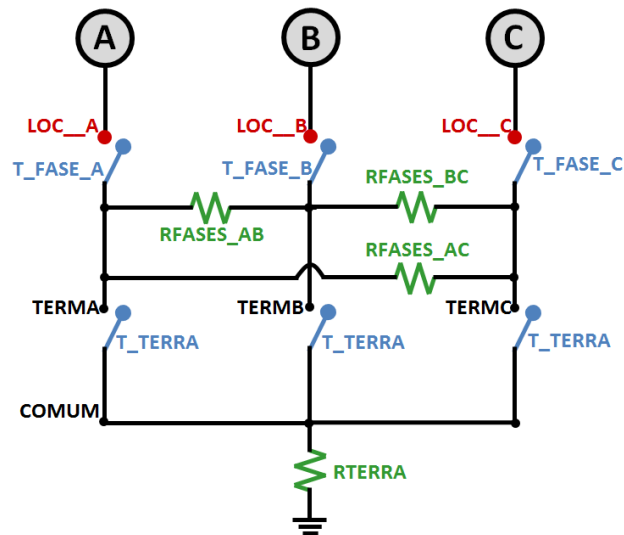 A
B
C
LOC__A
LOC__B
LOC__C
T_FASE_A
T_FASE_B
T_FASE_C
RFASES_BC
RFASES_AB
RFASES_AC
TERMA
TERMB
TERMC
T_TERRA
T_TERRA
T_TERRA
COMUM
RTERRA